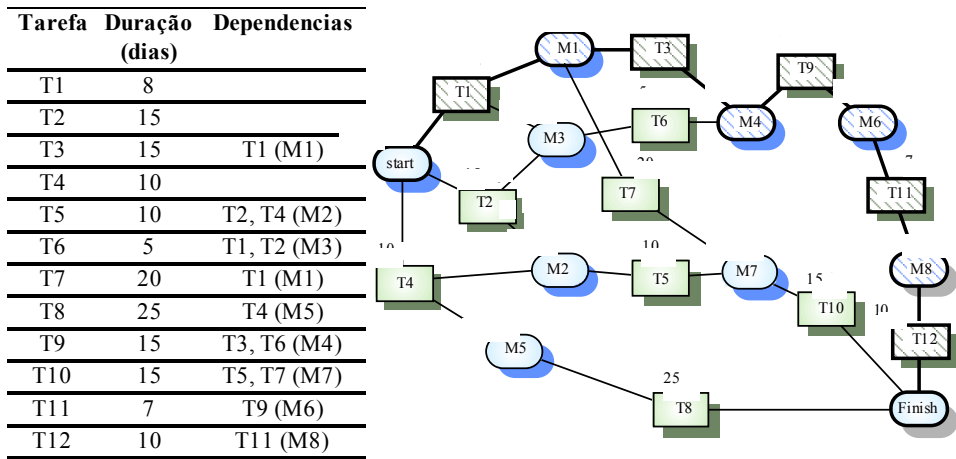 Tarefa Duração Dependencias
(dias)
T1 8
T2 15
T3 15 T1 (M1)
T4 10
T5 10 T2, T4 (M2)
T6 5 T1, T2 (M3)
T7 20 T1 (M1)
T8 25 T4 (M5)
T9 15 T3, T6 (M4)
T10 15 T5, T7 (M7)
T11 7 T9 (M6)
T12 10 T11 (M8)
M1
T3
T9
T1
T6
M4
M6
M3
start
T2
T7
T11
10
M2
T5
M7
M8
T4
15
T10
10
T12
M5
25
T8
Finish